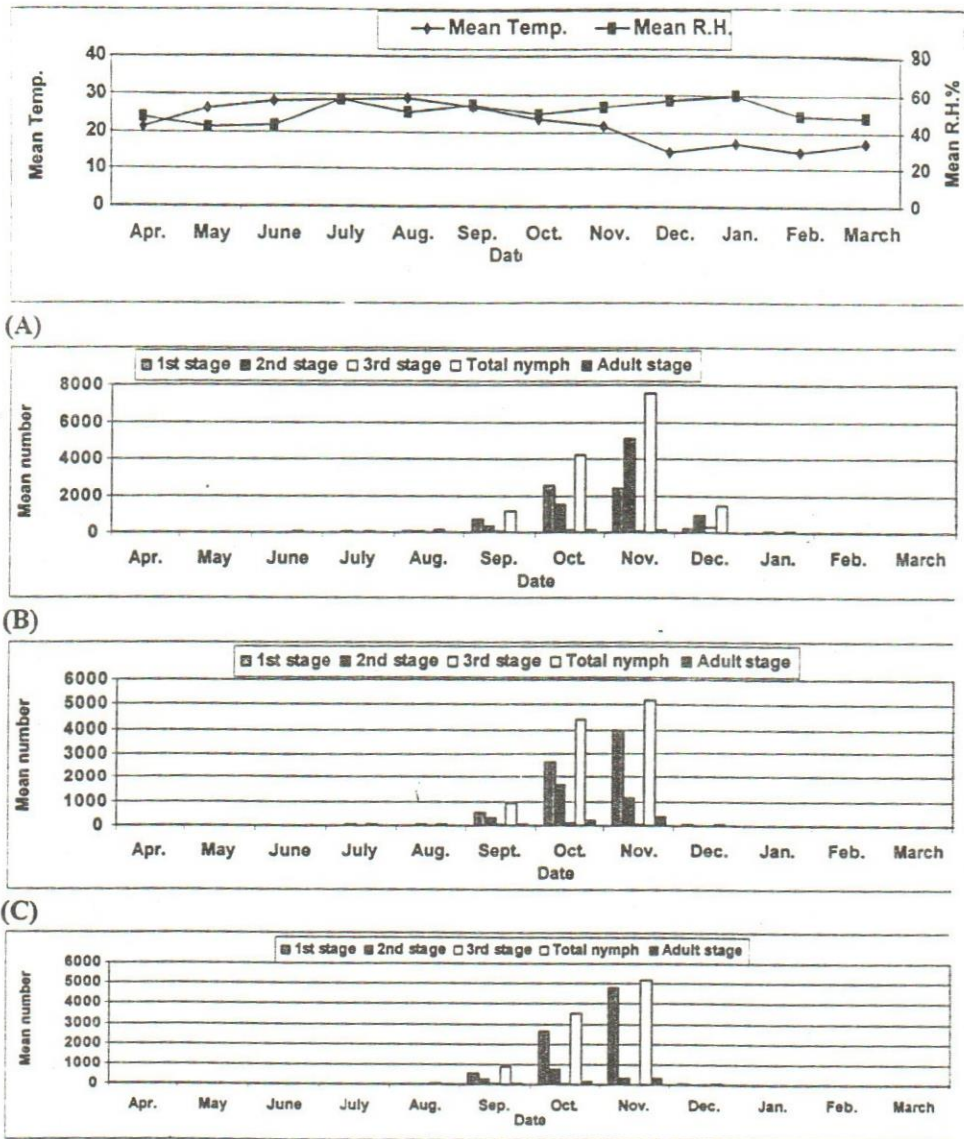 Mean Temp. Mean R.H.
Mean Temp.
40
30
20
10
0
80
60
40
20
0
Mean R.H.%
Apr. May June July Aug. Sep. Oct. Nov. Dec. Jan. Feb. March
Dat
(A)
1st stage 2nd stage 3rd stage Total nymph Adult stage
Mean number
8000
6000
4000
2000
0
Apr. May June July Aug. Sep. Oct. Nov. Dec. Jan. Feb. March
Date
(B)
1st stage 2nd stage 3rd stage Total nymph Adult stage
Mean number
6000
5000
4000
3000
2000
1000
0
Apr. May June July Aug. Sept. Oct. Nov. Dec. Jan. Feb. March
Date
(C)
1st stage 2nd stage 3rd stage Total nymph Adult stage
Mean number
6000
5000
4000
3000
2000
1000
0
Apr. May June July Aug. Sep. Oct. Nov. Dec. Jan. Feb. March
Date